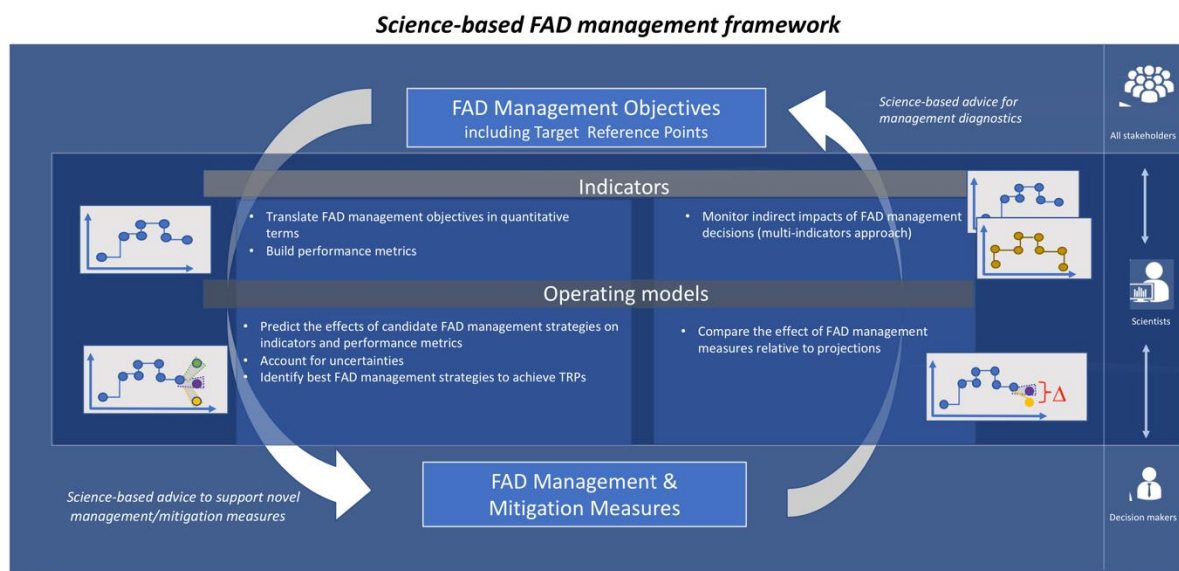 Science-based FAD management framework
FAD Management Objectives
including Target Reference Points
Science-based advice for
management diagnostics
All stakeholders
Indicators
• Translate FAD management objectives in quantitative
terms
• Build performance metrics
• Monitor indirect impacts of FAD management
decisions (multi-indicators approach)
Operating models
• Predict the effects of candidate FAD management strategies on
indicators and performance metrics
• Account for uncertainties
• Identify best FAD management strategies to achieve TRPs
• Compare the effect of FAD management
measures relative to projections
Δ
Scientists
Science-based advice to support novel
management/mitigation measures
FAD Management &
Mitigation Measures
Decision makers